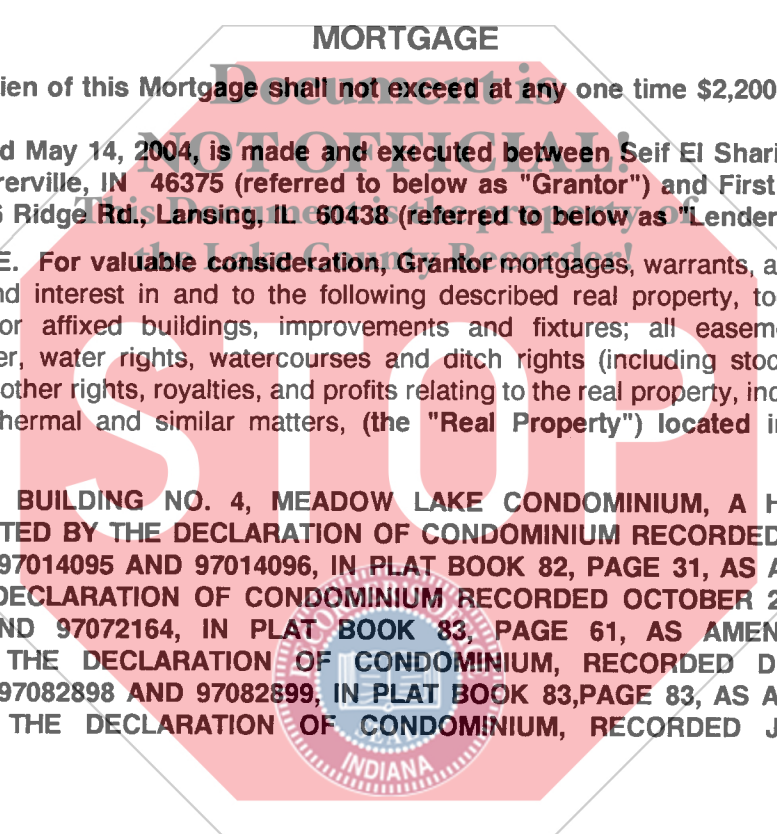 MORTGAGE
ien of this Mortgage shall not exceed at any one time $2,200
Document is
d May 14, 2004, is made and executed between Seif El Shari
NOT OFFICIAL!
rerville, IN 46375 (referred to below as "Grantor") and First
6 Ridge Rd., Lansing, IL 60438 (referred to below as "Lender
This Document is the property of
the Lake County Recorder!
E. For valuable consideration, Grantor mortgages, warrants, a
nd interest in and to the following described real property, to
or affixed buildings, improvements and fixtures; all easem
er, water rights, watercourses and ditch rights (including stoc
other rights, royalties, and profits relating to the real property, inc
hermal and similar matters, (the "Real Property") located i
STOP
BUILDING NO. 4, MEADOW LAKE CONDOMINIUM, A H
TED BY THE DECLARATION OF CONDOMINIUM RECORDED
97014095 AND 97014096, IN PLAT BOOK 82, PAGE 31, AS A
DECLARATION OF CONDOMINIUM RECORDED OCTOBER 2
ND 97072164, IN PLAT BOOK 83, PAGE 61, AS AMEN
THE DECLARATION OF CONDOMINIUM, RECORDED D
97082898 AND 97082899, IN PLAT BOOK 83,PAGE 83, AS A
THE DECLARATION OF CONDOMINIUM, RECORDED J
SEAL
INDIANA